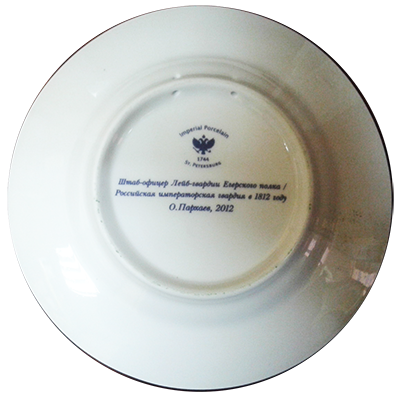 Imperial Porcelain
1744
St. Petersburg
Штаб-офицер Лейб-гвардии Егерского полка /
Российская императорская гвардия в 1812 году
О.Пархаев, 2012